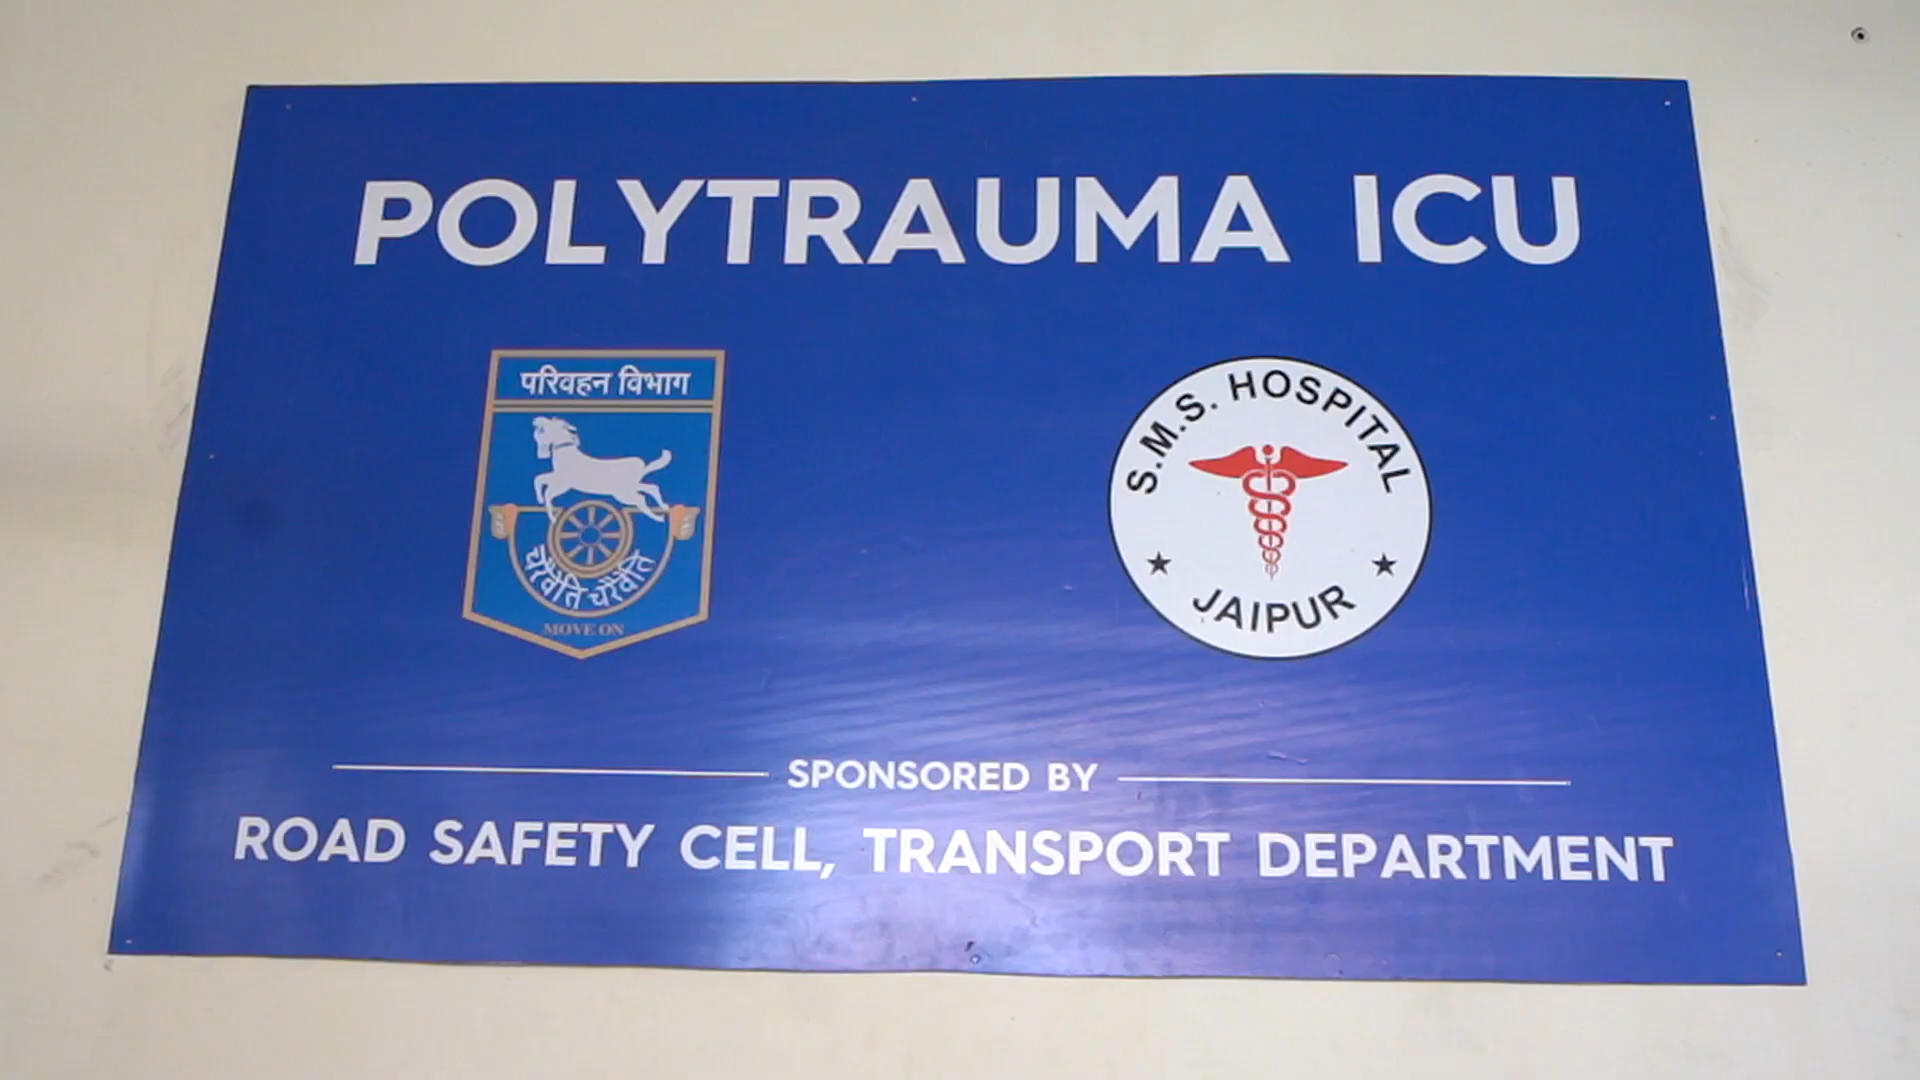 POLYTRAUMA ICU
परिवहन विभाग
चरैवेति चरैवेति
MOVE ON
S.M.S. HOSPITAL
JAIPUR
SPONSORED BY
ROAD SAFETY CELL, TRANSPORT DEPARTMENT